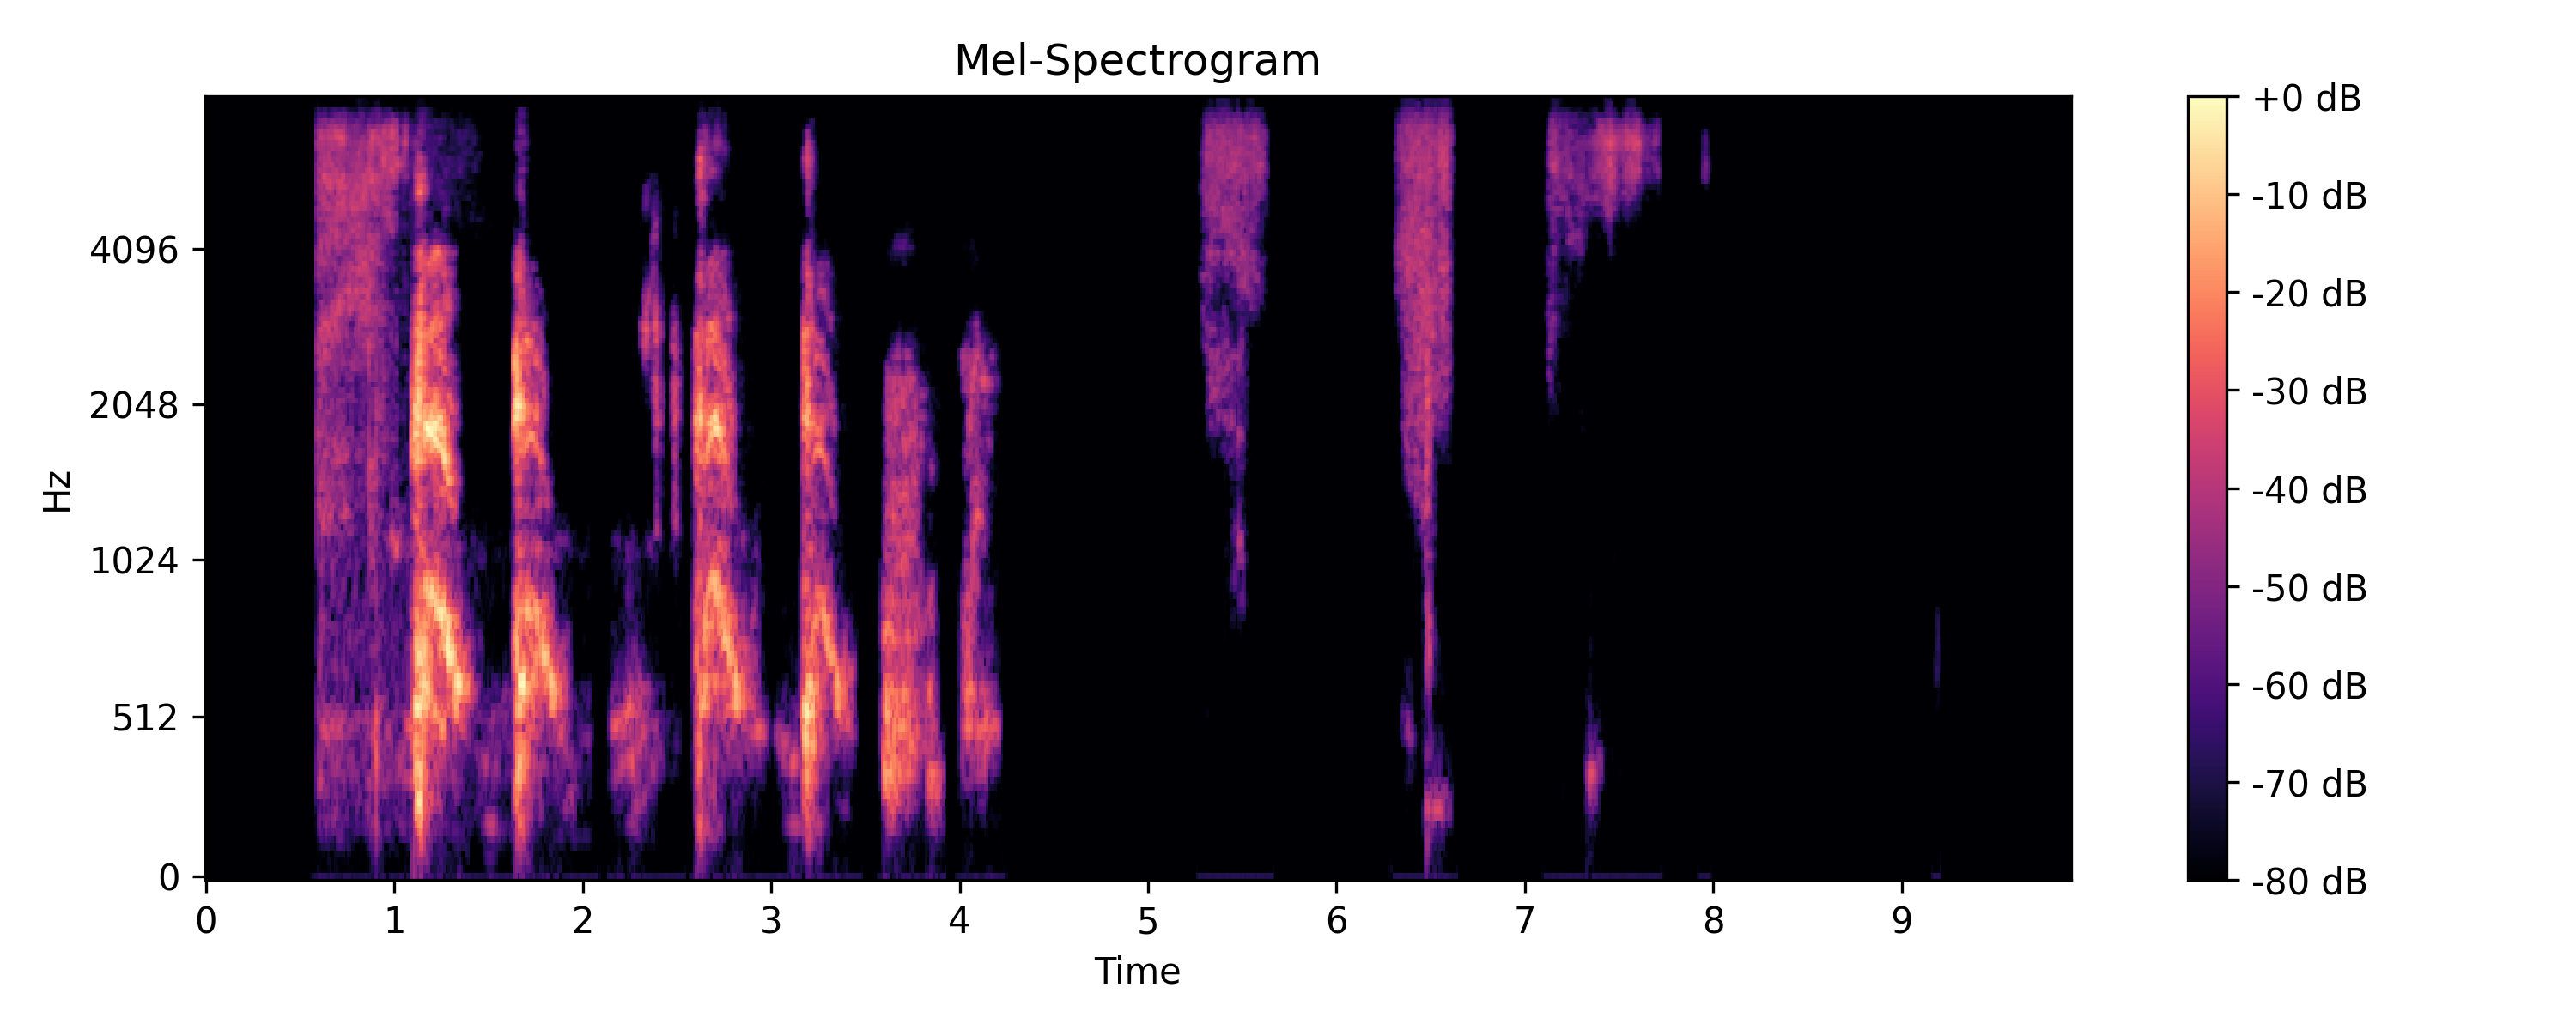 Mel-Spectrogram
+0 dB
4096
-10 dB
-20 dB
2048
-30 dB
Hz
-40 dB
1024
-50 dB
512
-60 dB
-70 dB
0
-80 dB
0 1 2 3 4 5 6 7 8 9
Time